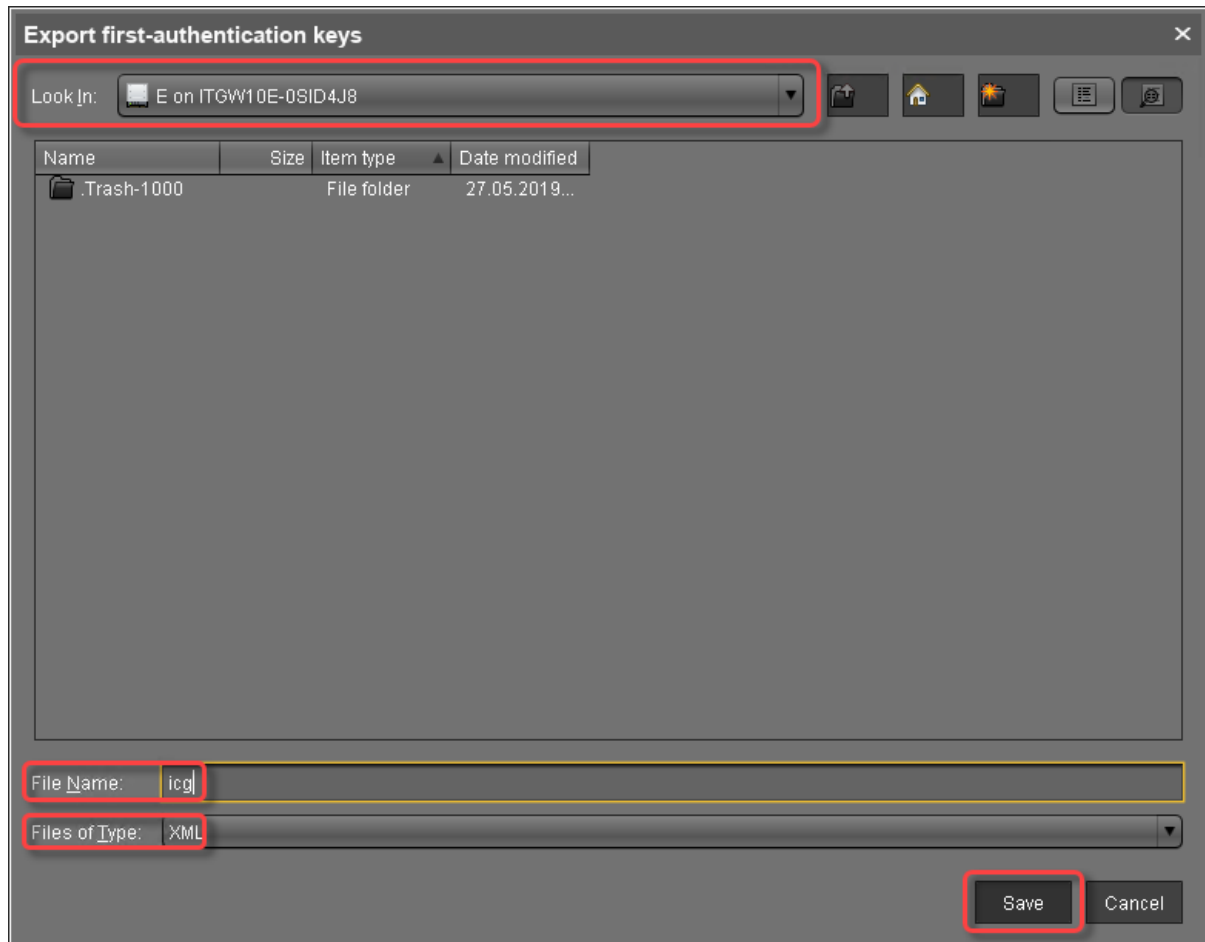 Export first-authentication keys
Look In: E on ITGW10E-0SID4J8
Name Size Item type Date modified
.Trash-1000 File folder 27.05.2019...
File Name: icg
Files of Type: XML
Save Cancel